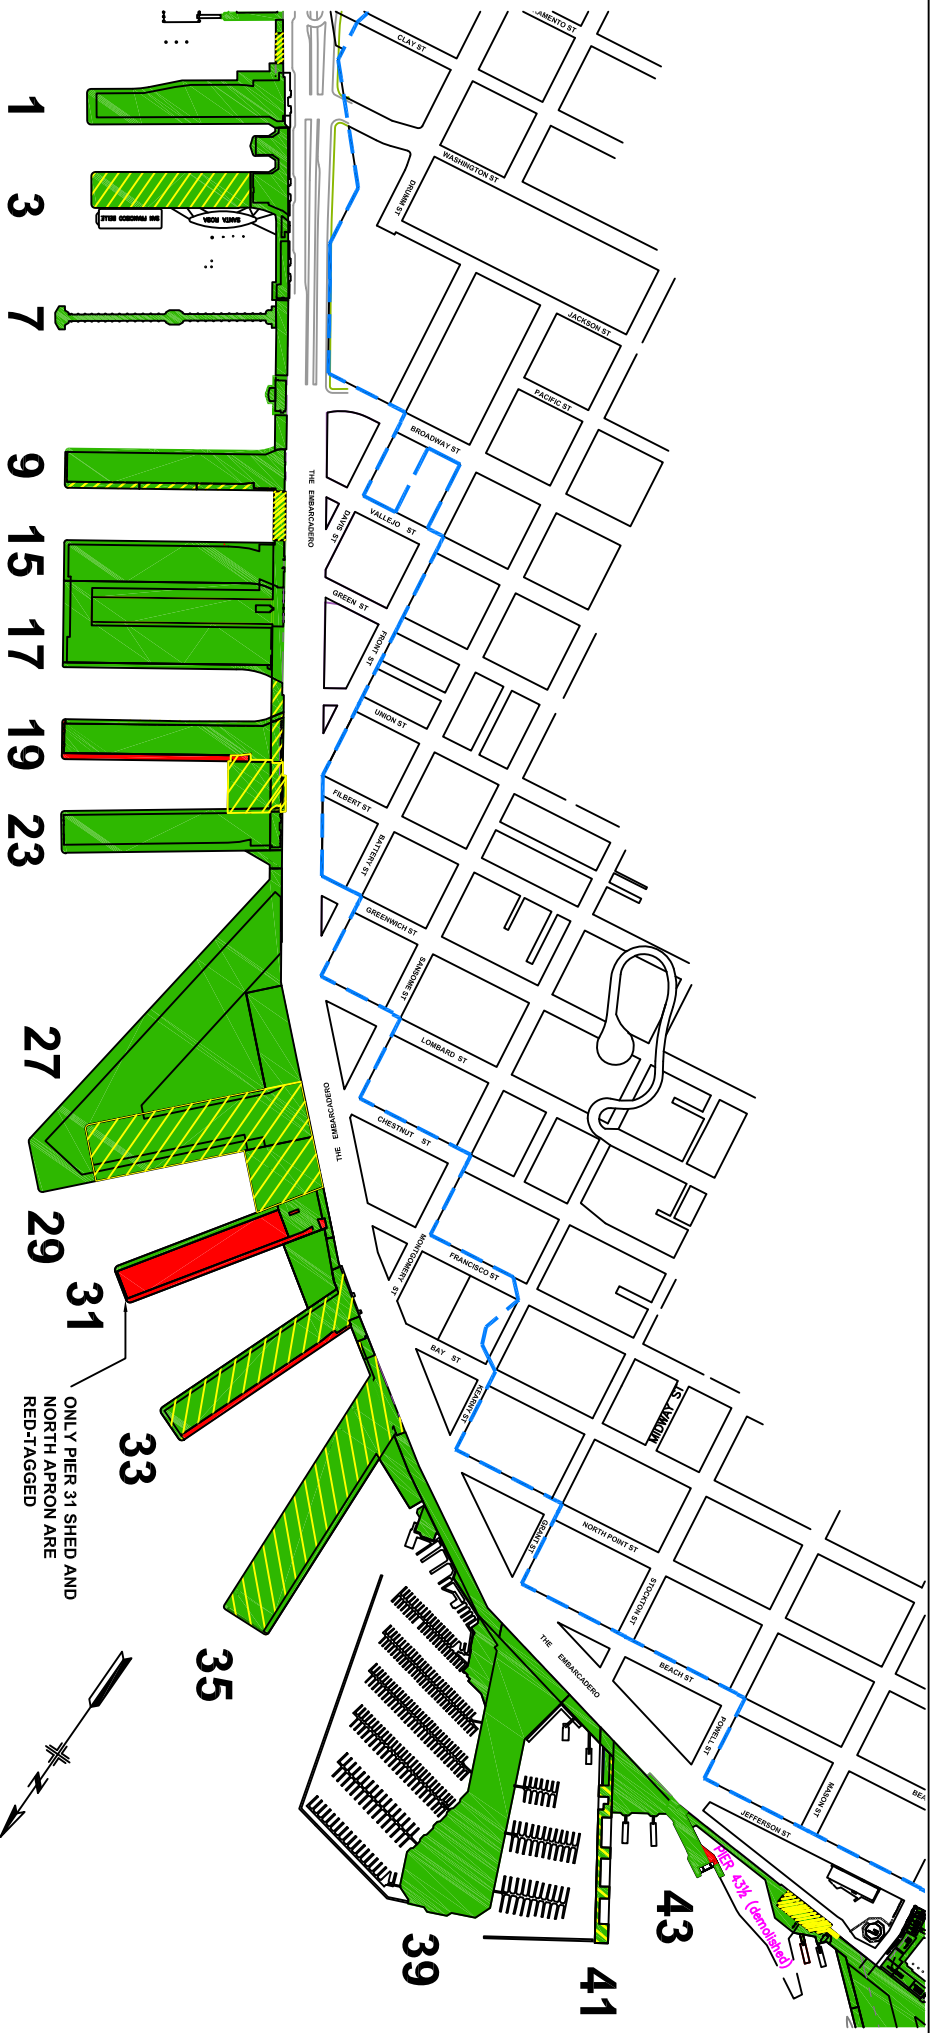 CLAY ST
WASHINGTON ST
DRUMM ST
JACKSON ST
PACIFIC ST
BROADWAY ST
VALLEJO ST
DAVIS ST
THE EMBARCADERO
GREEN ST
FRONT ST
UNION ST
FILBERT ST
BATTERY ST
GREENWICH ST
SANSOME ST
LOMBARD ST
THE EMBARCADERO
CHESTNUT ST
MONTGOMERY ST
FRANCISCO ST
BAY ST
KEARNY ST
MIDWAY ST
GRANT ST
NORTH POINT ST
STOCKTON ST
THE EMBARCADERO
BEACH ST
POWELL ST
MASON ST
JEFFERSON ST
BEA
SAN FRANCISCO BELLE
SANTA ROSA
1
3
7
9
15
17
19
23
27
29
31
33
35
39
41
43
PIER 43½ (demolished)
ONLY PIER 31 SHED AND
NORTH APRON ARE
RED-TAGGED
N